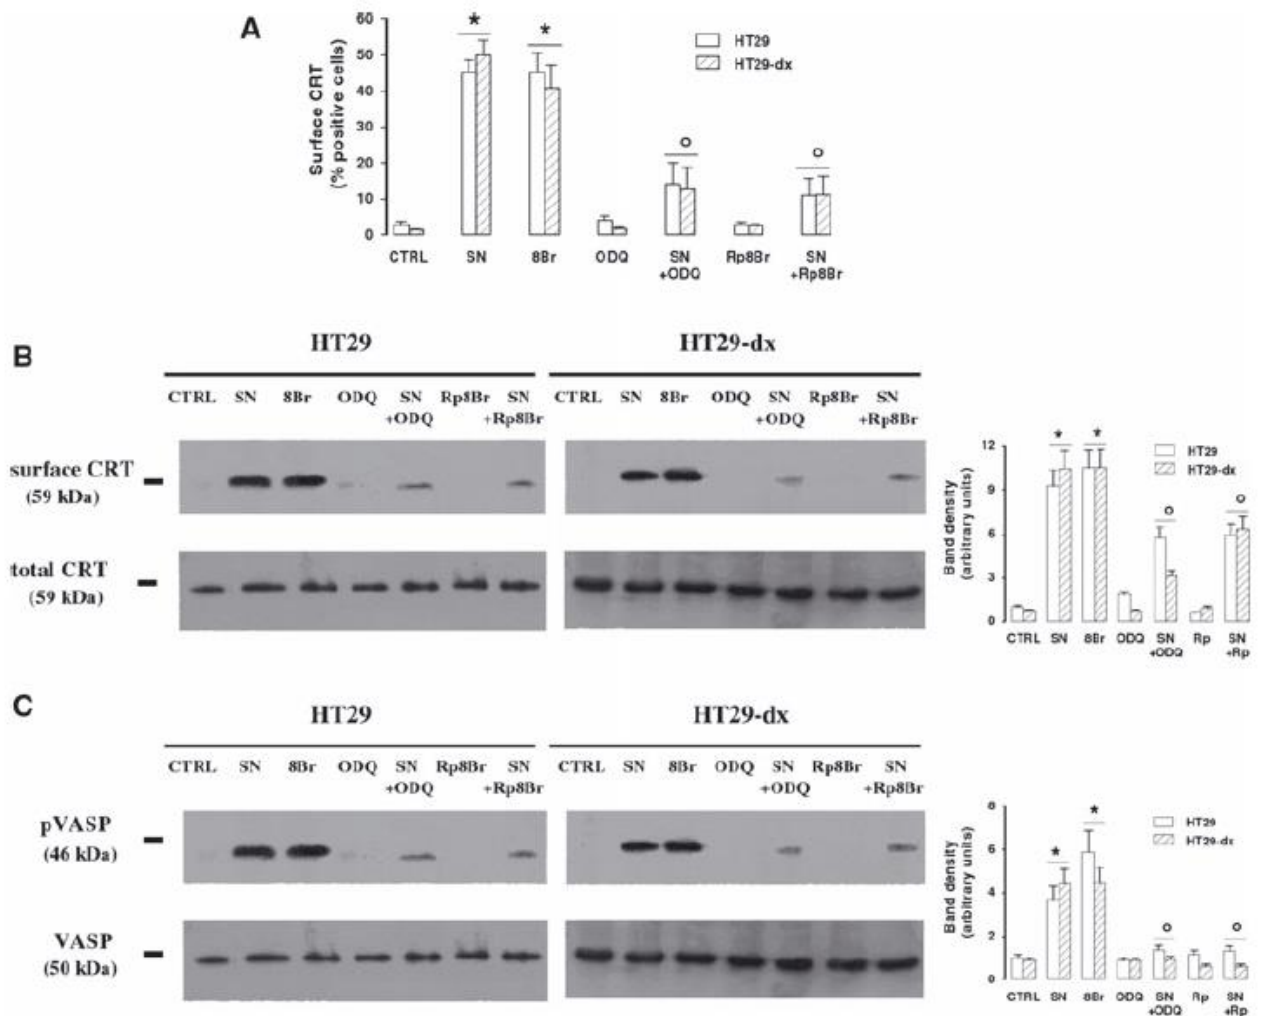 A
60
50
40
30
20
10
0
Surface CRT
(% positive cells)
*
*
o
o
HT29
HT29-dx
CTRL SN 8Br ODQ SN +ODQ Rp8Br SN +Rp8Br
B
HT29 HT29-dx
CTRL SN 8Br ODQ SN +ODQ Rp8Br SN +Rp8Br CTRL SN 8Br ODQ SN +ODQ Rp8Br SN +Rp8Br
surface CRT
(59 kDa)
total CRT
(59 kDa)
12
9
6
3
0
Band density
(arbitrary units)
*
*
o
o
HT29
HT29-dx
CTRL SN 8Br ODQ SN +ODQ Rp SN +Rp
C
HT29 HT29-dx
CTRL SN 8Br ODQ SN +ODQ Rp8Br SN +Rp8Br CTRL SN 8Br ODQ SN +ODQ Rp8Br SN +Rp8Br
pVASP
(46 kDa)
VASP
(50 kDa)
8
6
4
2
0
Band density
(arbitrary units)
*
*
o
o
HT29
HT29-dx
CTRL SN 8Br ODQ SN +ODQ Rp SN +Rp